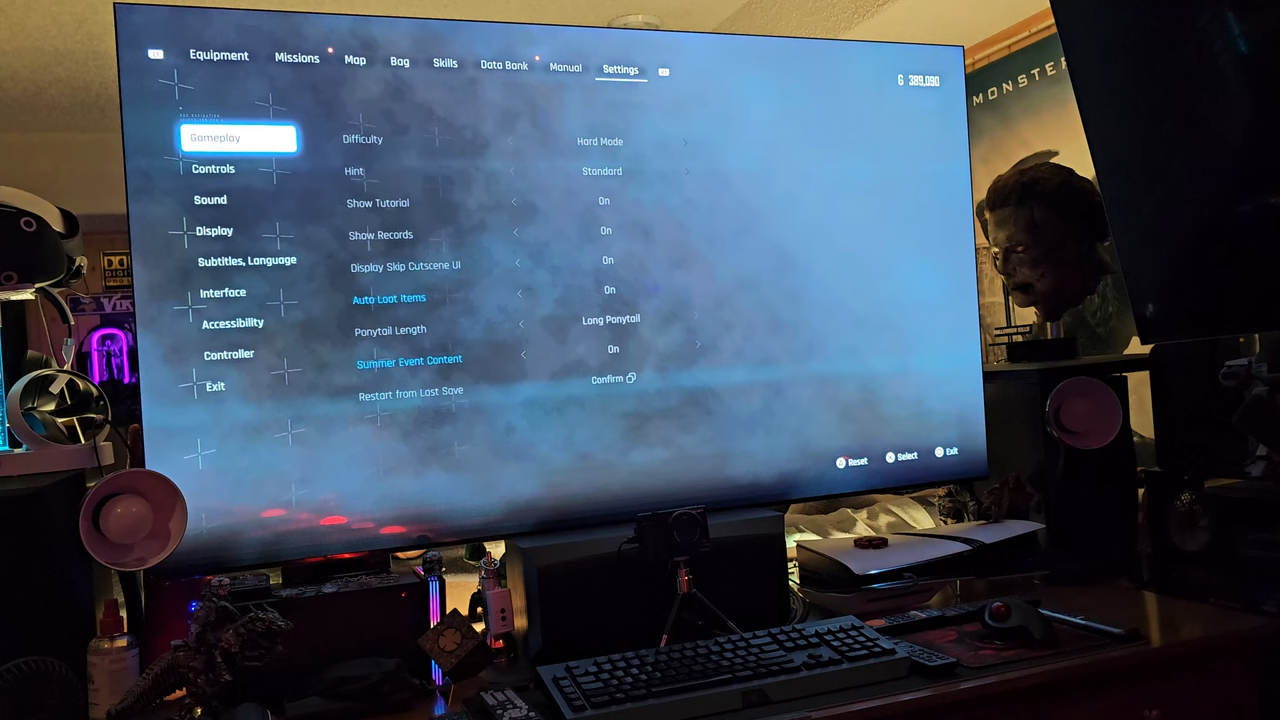 Equipment Missions Map Bag Skills Data Bank Manual Settings
G 389,090
Gameplay
Controls
Sound
Display
Subtitles, Language
Interface
Accessibility
Controller
Exit
Difficulty Hard Mode
Hint Standard
Show Tutorial On
Show Records On
Display Skip Cutscene UI On
Auto Loot Items On
Ponytail Length Long Ponytail
Summer Event Content On
Restart from Last Save Confirm
Reset Select Exit
MONSTER